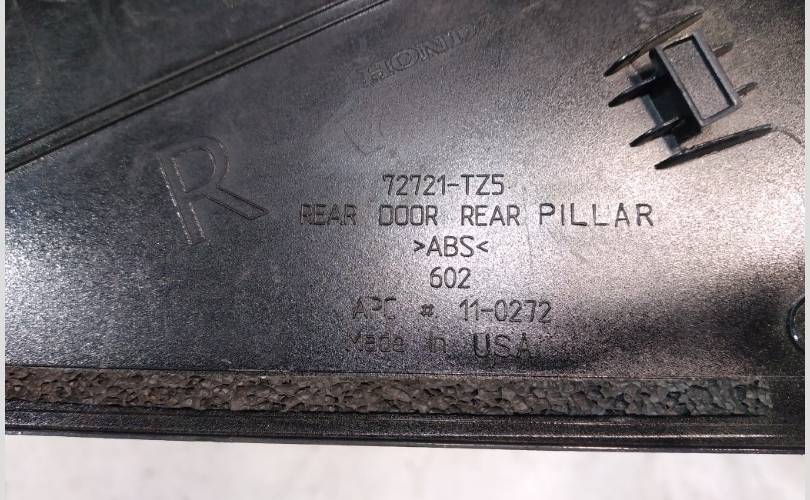 HONDA
R
72721-TZ5
REAR DOOR REAR PILLAR
>ABS<
602
APC # 11-0272
Made in USA